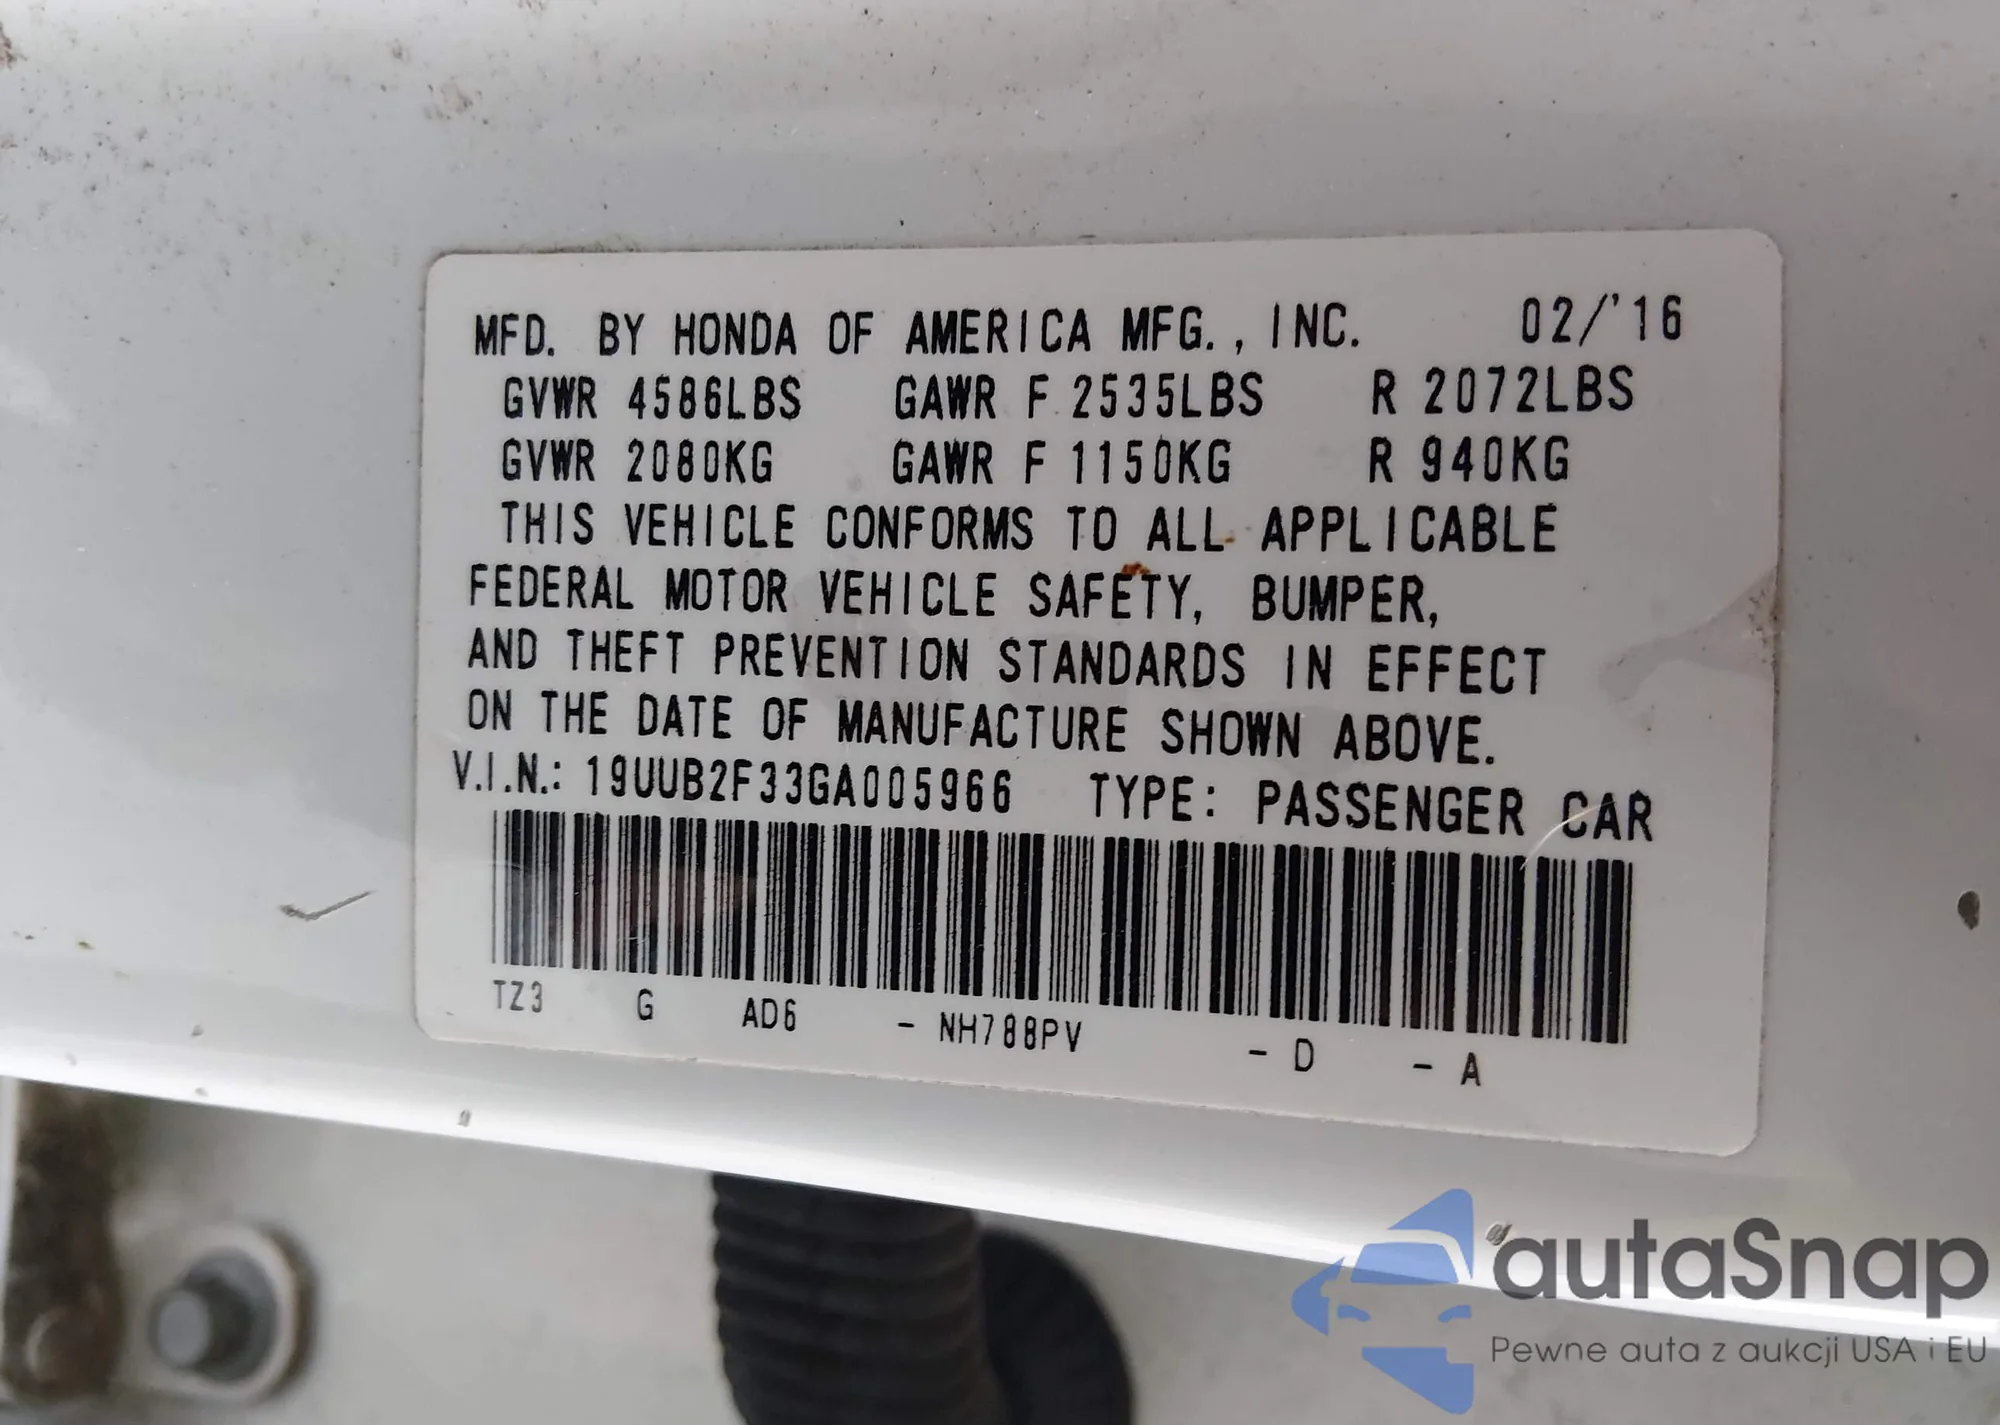 MFD. BY HONDA OF AMERICA MFG., INC. 02/'16
GVWR 4586LBS GAWR F 2535LBS R 2072LBS
GVWR 2080KG GAWR F 1150KG R 940KG
THIS VEHICLE CONFORMS TO ALL APPLICABLE
FEDERAL MOTOR VEHICLE SAFETY, BUMPER,
AND THEFT PREVENTION STANDARDS IN EFFECT
ON THE DATE OF MANUFACTURE SHOWN ABOVE.
V.I.N.: 19UUB2F33GA005966 TYPE: PASSENGER CAR
TZ3 G AD6 - NH788PV - D - A
autaSnap
Pewne auta z aukcji USA i EU